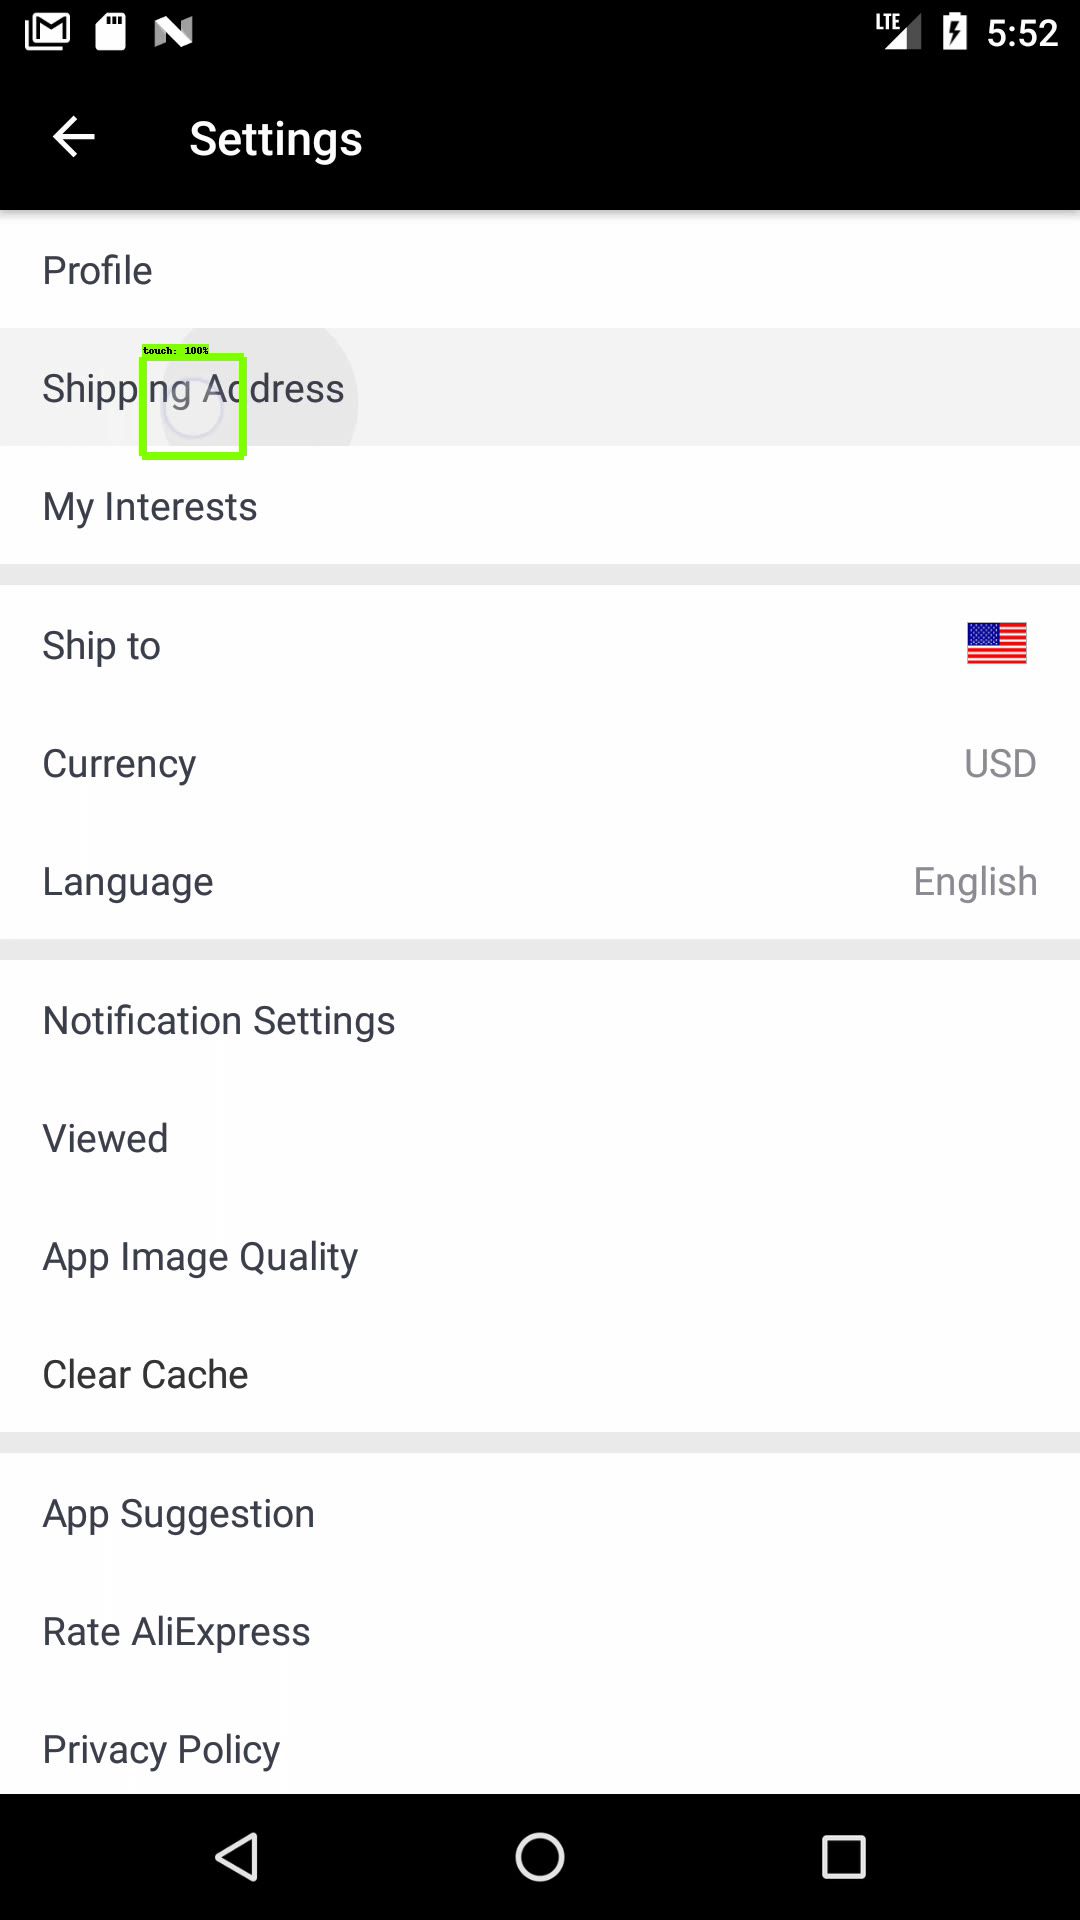 LTE 5:52
Settings
Profile
touch: 100%
Shipping Address
My Interests
Ship to
Currency USD
Language English
Notification Settings
Viewed
App Image Quality
Clear Cache
App Suggestion
Rate AliExpress
Privacy Policy